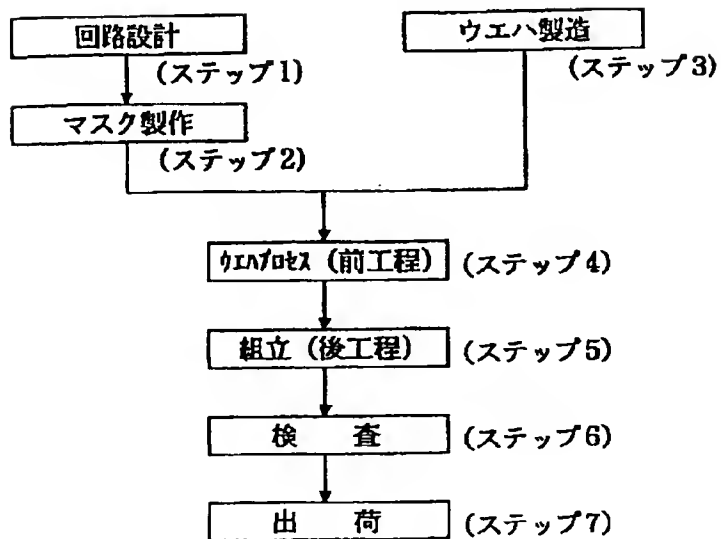 回路設計
(ステップ1)
ウエハ製造
(ステップ3)
マスク製作
(ステップ2)
ウエハプロセス (前工程)
(ステップ4)
組立 (後工程)
(ステップ5)
検 査
(ステップ6)
出 荷
(ステップ7)